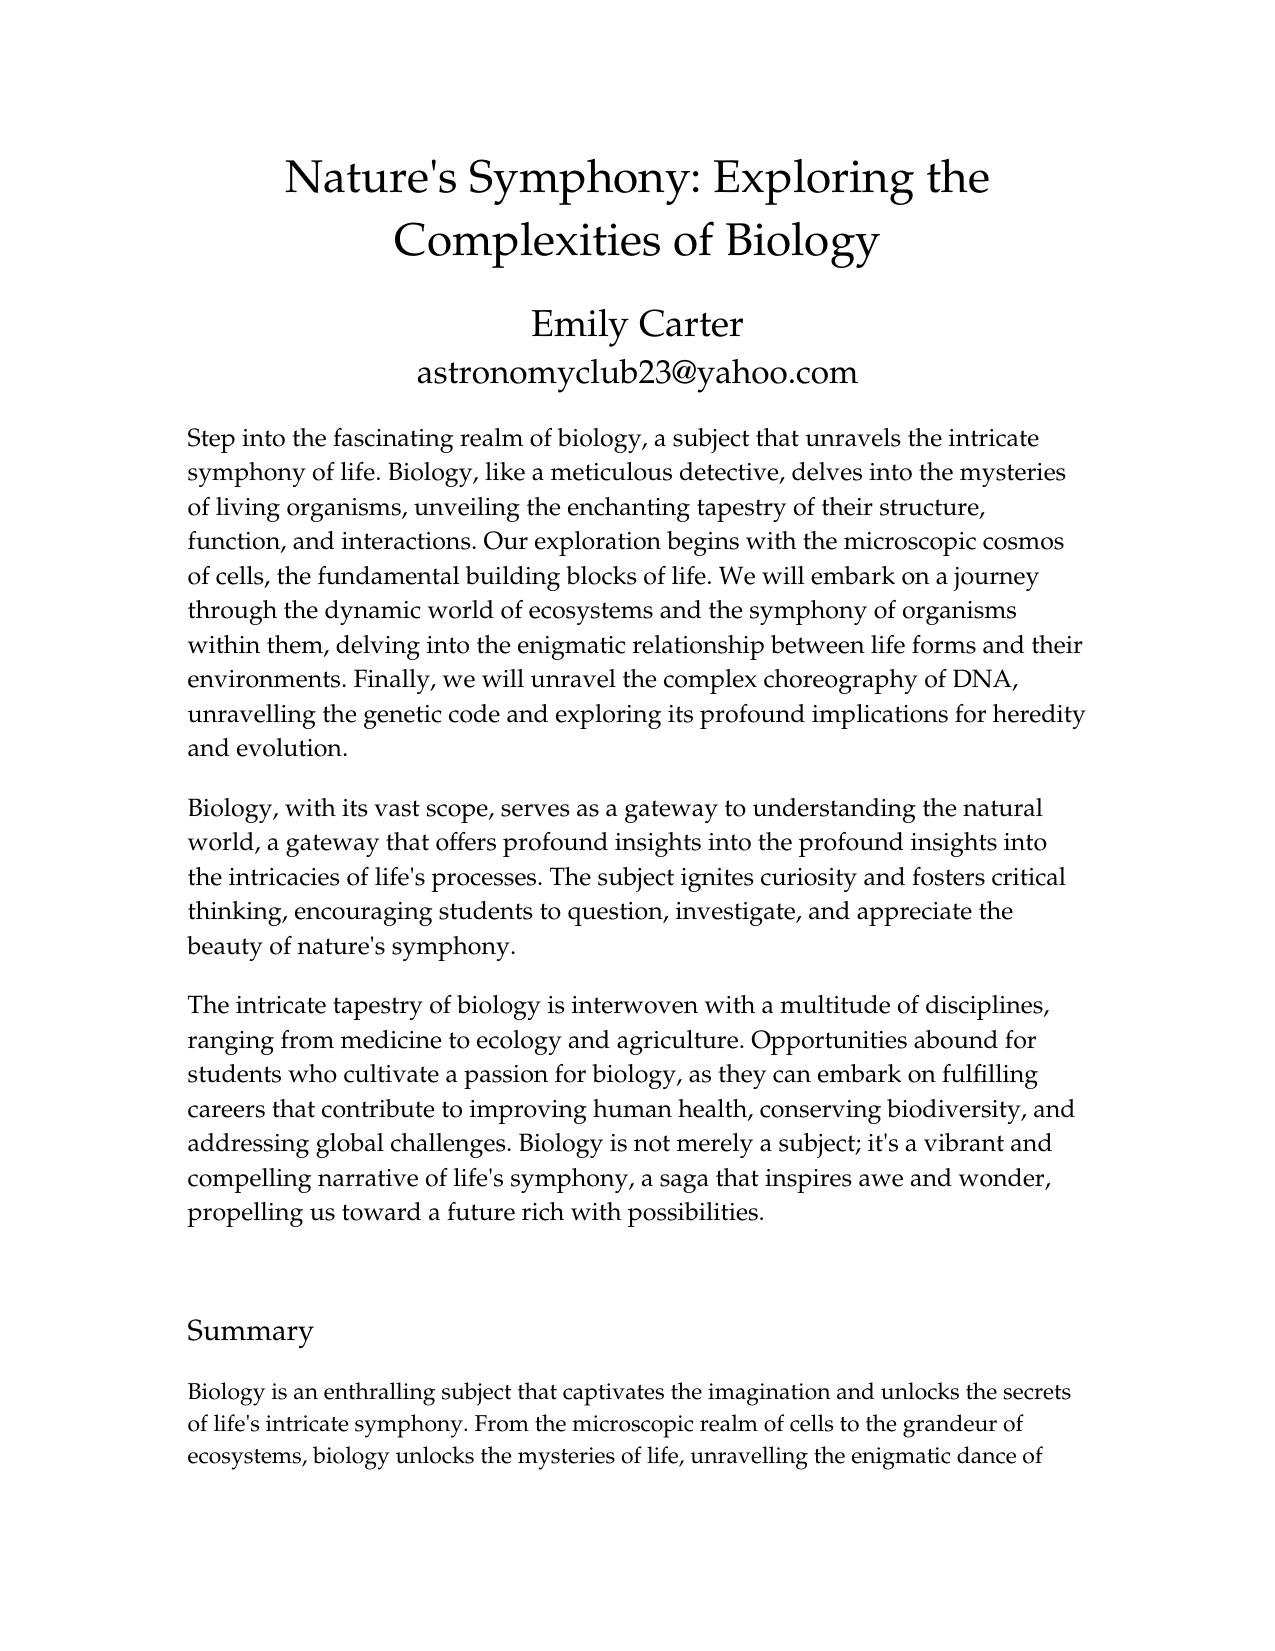 Nature's Symphony: Exploring the
Complexities of Biology
Emily Carter
astronomyclub23@yahoo.com
Step into the fascinating realm of biology, a subject that unravels the intricate
symphony of life. Biology, like a meticulous detective, delves into the mysteries
of living organisms, unveiling the enchanting tapestry of their structure,
function, and interactions. Our exploration begins with the microscopic cosmos
of cells, the fundamental building blocks of life. We will embark on a journey
through the dynamic world of ecosystems and the symphony of organisms
within them, delving into the enigmatic relationship between life forms and their
environments. Finally, we will unravel the complex choreography of DNA,
unravelling the genetic code and exploring its profound implications for heredity
and evolution.
Biology, with its vast scope, serves as a gateway to understanding the natural
world, a gateway that offers profound insights into the profound insights into
the intricacies of life's processes. The subject ignites curiosity and fosters critical
thinking, encouraging students to question, investigate, and appreciate the
beauty of nature's symphony.
The intricate tapestry of biology is interwoven with a multitude of disciplines,
ranging from medicine to ecology and agriculture. Opportunities abound for
students who cultivate a passion for biology, as they can embark on fulfilling
careers that contribute to improving human health, conserving biodiversity, and
addressing global challenges. Biology is not merely a subject; it's a vibrant and
compelling narrative of life's symphony, a saga that inspires awe and wonder,
propelling us toward a future rich with possibilities.
Summary
Biology is an enthralling subject that captivates the imagination and unlocks the secrets
of life's intricate symphony. From the microscopic realm of cells to the grandeur of
ecosystems, biology unlocks the mysteries of life, unravelling the enigmatic dance of